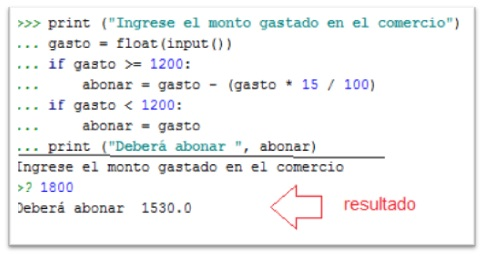 >>> print ("Ingrese el monto gastado en el comercio")
... gasto = float(input())
... if gasto >= 1200:
...     abonar = gasto - (gasto * 15 / 100)
... if gasto < 1200:
...     abonar = gasto
... print ("Deberá abonar ", abonar)
Ingrese el monto gastado en el comercio
>? 1800
Deberá abonar  1530.0
resultado